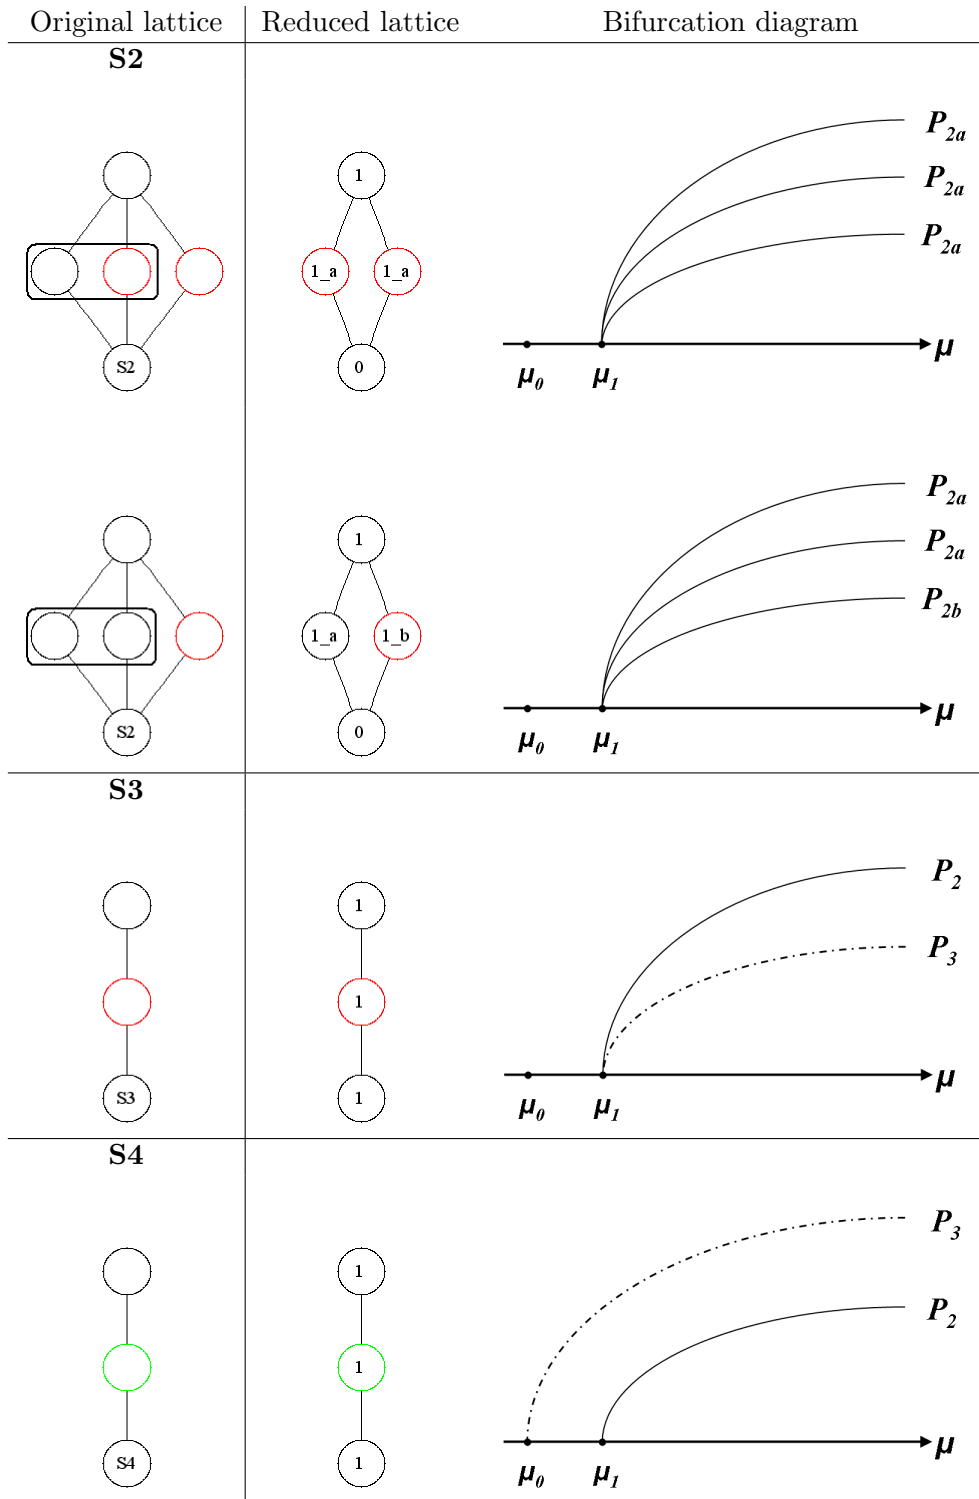 Original lattice Reduced lattice Bifurcation diagram
S2
P2a
1
P2a
P2a
1_a 1_a
S2 0
μ
μ0 μ1
P2a
1
P2a
P2b
1_a 1_b
S2 0
μ
μ0 μ1
S3
P2
1
P3
1
S3 1
μ
μ0 μ1
S4
P3
1
P2
1
S4 1
μ
μ0 μ1